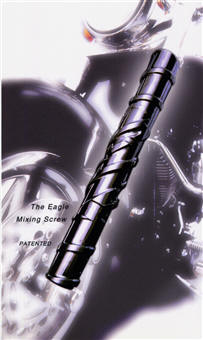 The Eagle
Mixing Screw
PATENTED